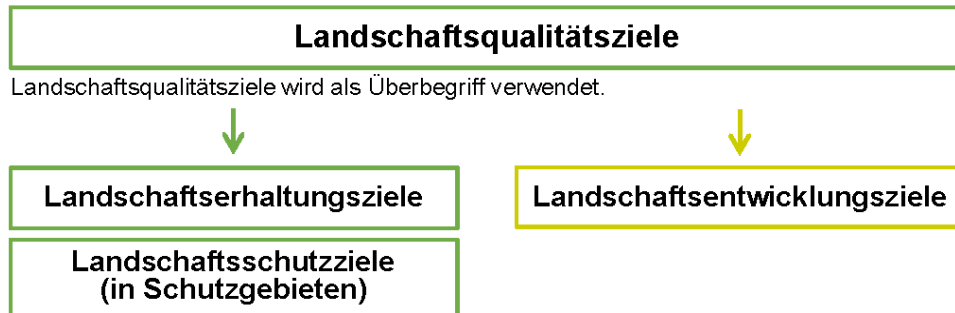 Landschaftsqualitätsziele
Landschaftsqualitätsziele wird als Überbegriff verwendet.
Landschaftserhaltungsziele
Landschaftsentwicklungsziele
Landschaftsschutzziele
(in Schutzgebieten)